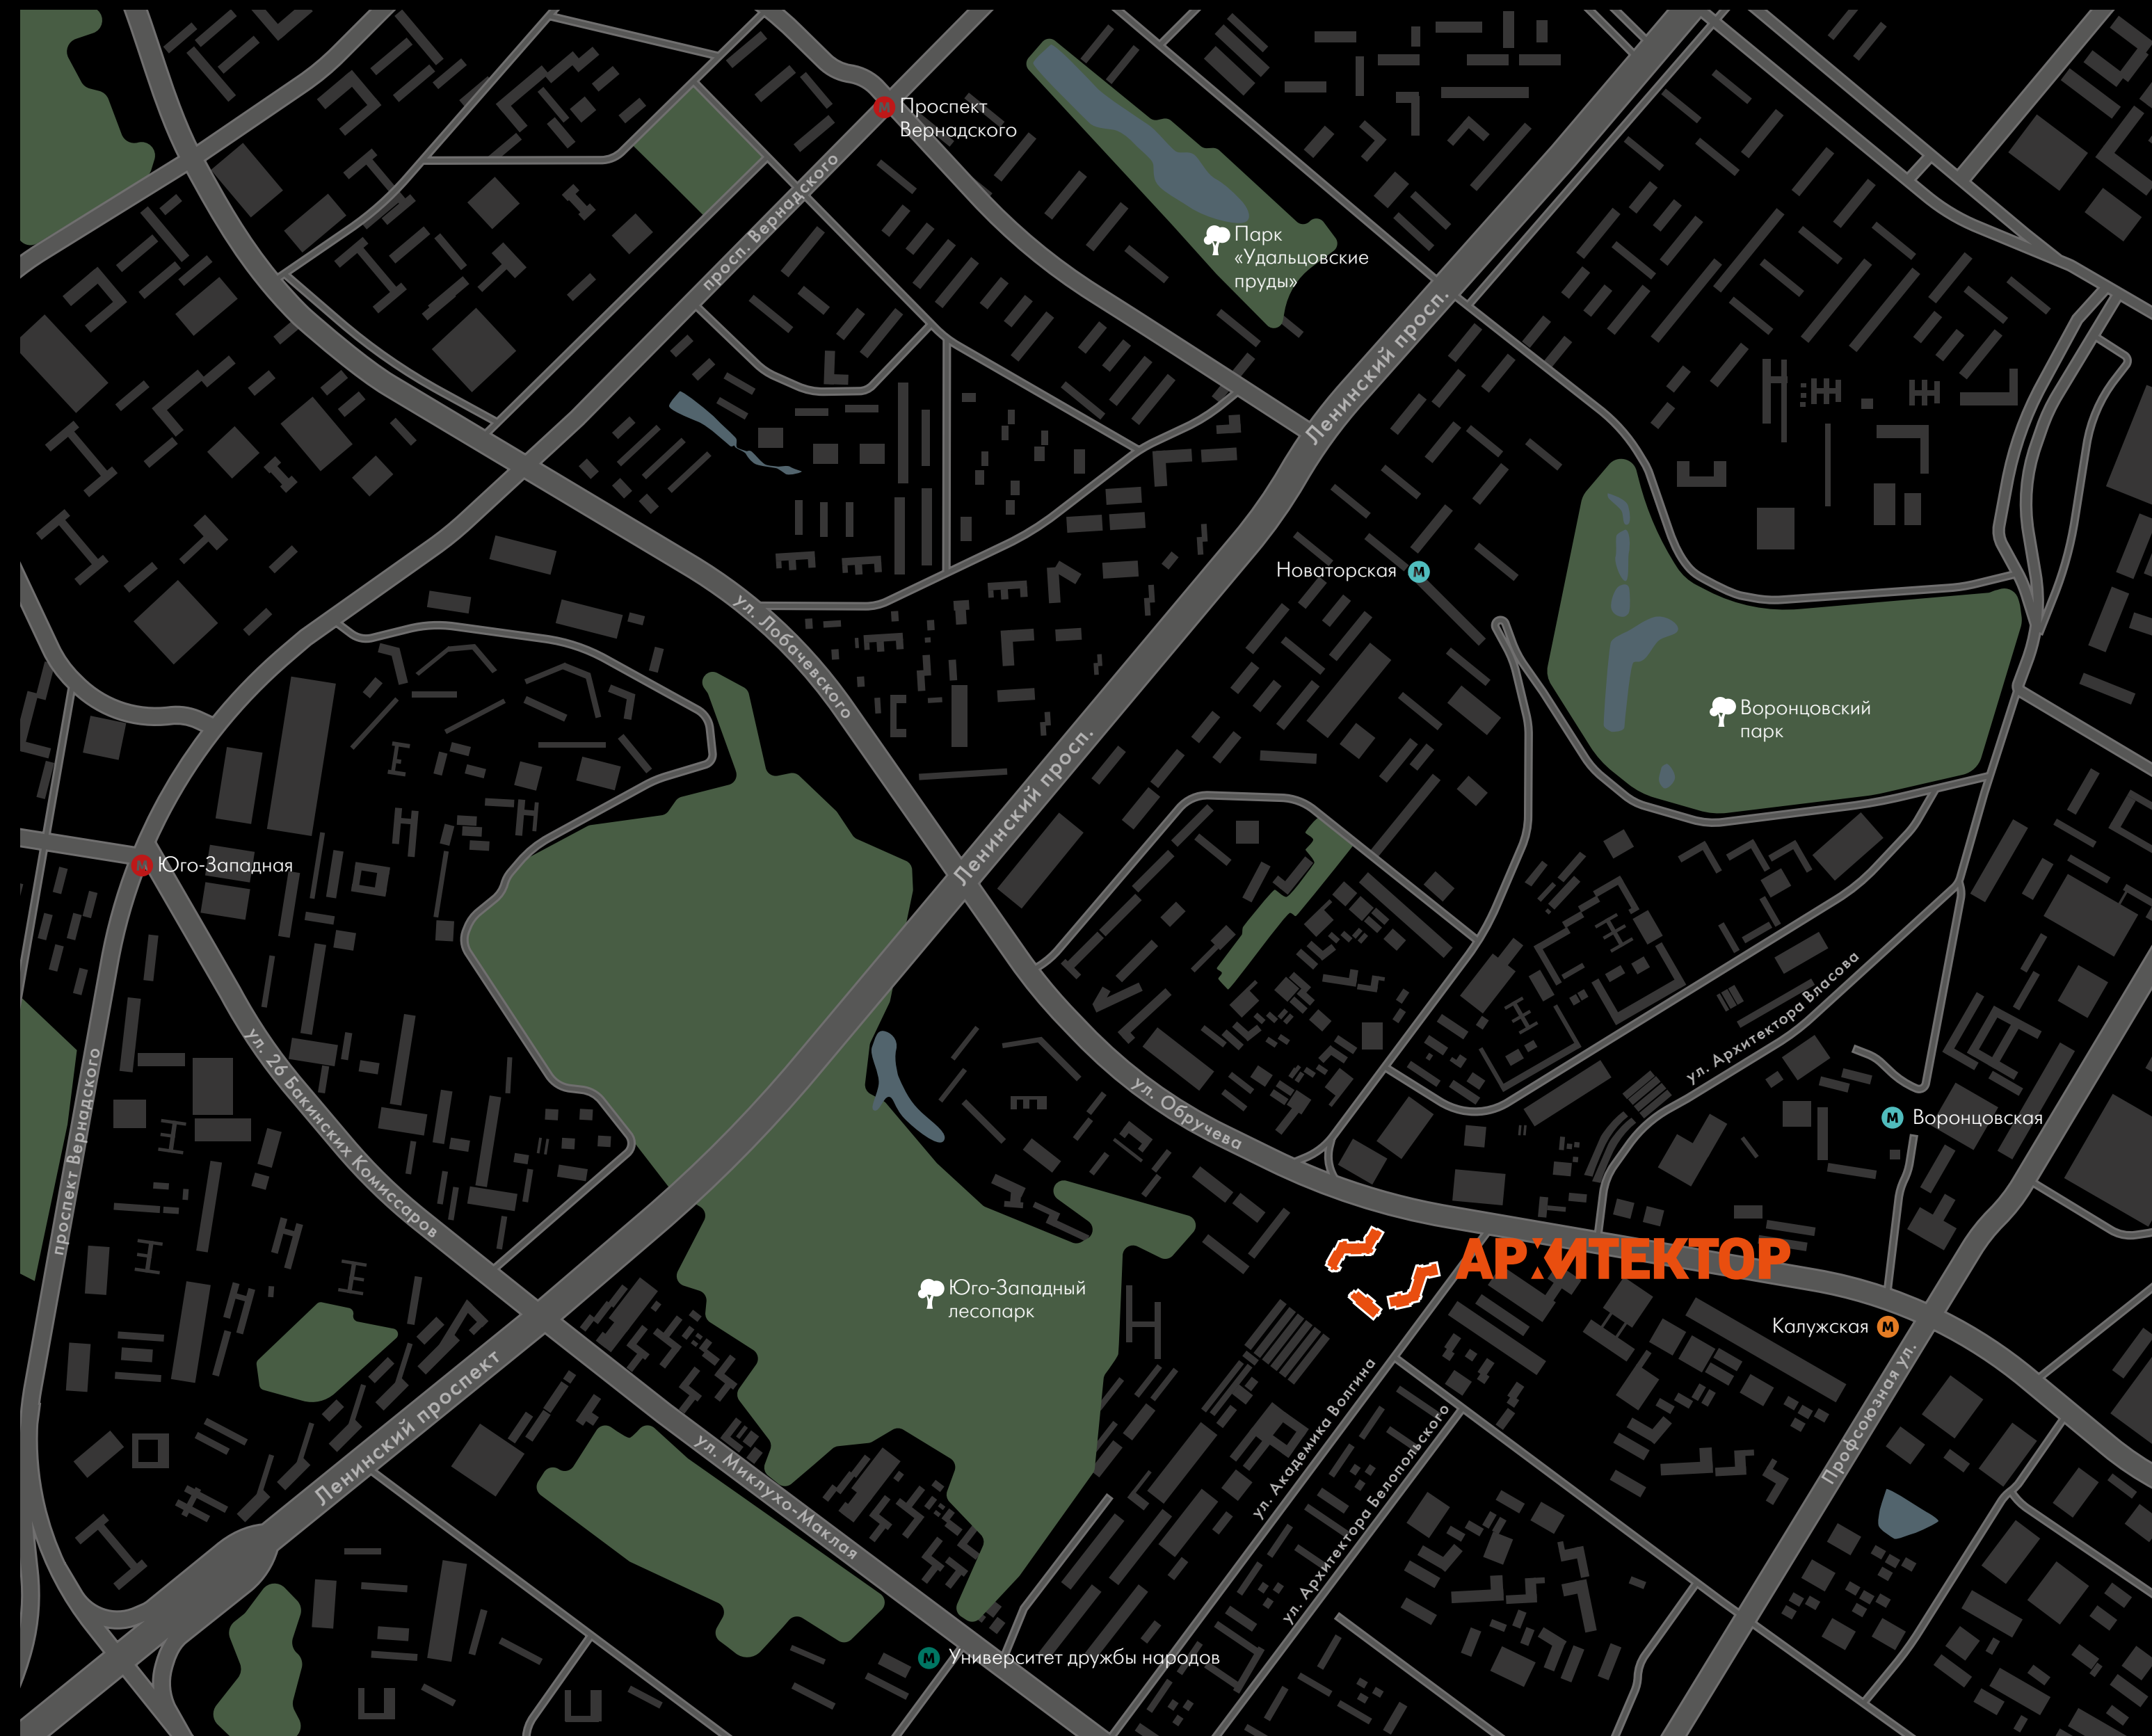 Проспект
Вернадского
просп. Вернадского
Парк
«Удальцовские
пруды»
Ленинский просп.
Новаторская
ул. Лобачевского
Воронцовский
парк
Ленинский просп.
Юго-Западная
ул. Архитектора Власова
ул. 26 Бакинских Комиссаров
проспект Вернадского
ул. Обручева
Воронцовская
АРХИТЕКТОР
Юго-Западный
лесопарк
Калужская
Ленинский проспект
ул. Академика Волгина
ул. Архитектора Белопольского
Профсоюзная ул.
ул. Миклухо-Маклая
Университет дружбы народов